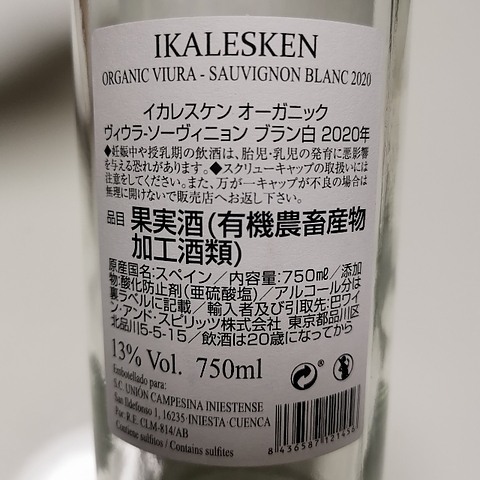 IKALESKEN
ORGANIC VIURA - SAUVIGNON BLANC 2020
イカレスケン オーガニック
ヴィウラ・ソーヴィニョン ブラン白 2020年
◆妊娠中や授乳期の飲酒は、胎児・乳児の発育に悪影響
を与える恐れがあります。◆スクリューキャップの取扱いには
注意をしてください。また、万が一キャップが不良の場合は
無理に開けないで販売店へお返し下さい。
品目 果実酒(有機農畜産物
加工酒類)
原産国名:スペイン／内容量:750㎖／添加
物:酸化防止剤(亜硫酸塩)／アルコール分は
裏ラベルに記載／輸入者及び引取先:巴ワイ
ン・アンド・スピリッツ株式会社 東京都品川区
北品川5-5-15／飲酒は20歳になってから
13% Vol. 750ml
Embotellado para:
S.C. UNIÓN CAMPESINA INIESTENSE
San Ildefonso 1, 16235 INIESTA-CUENCA
Por: R.E. CLM-814/AB
Contiene sulfitos / Contains sulfites
8 436587 121436